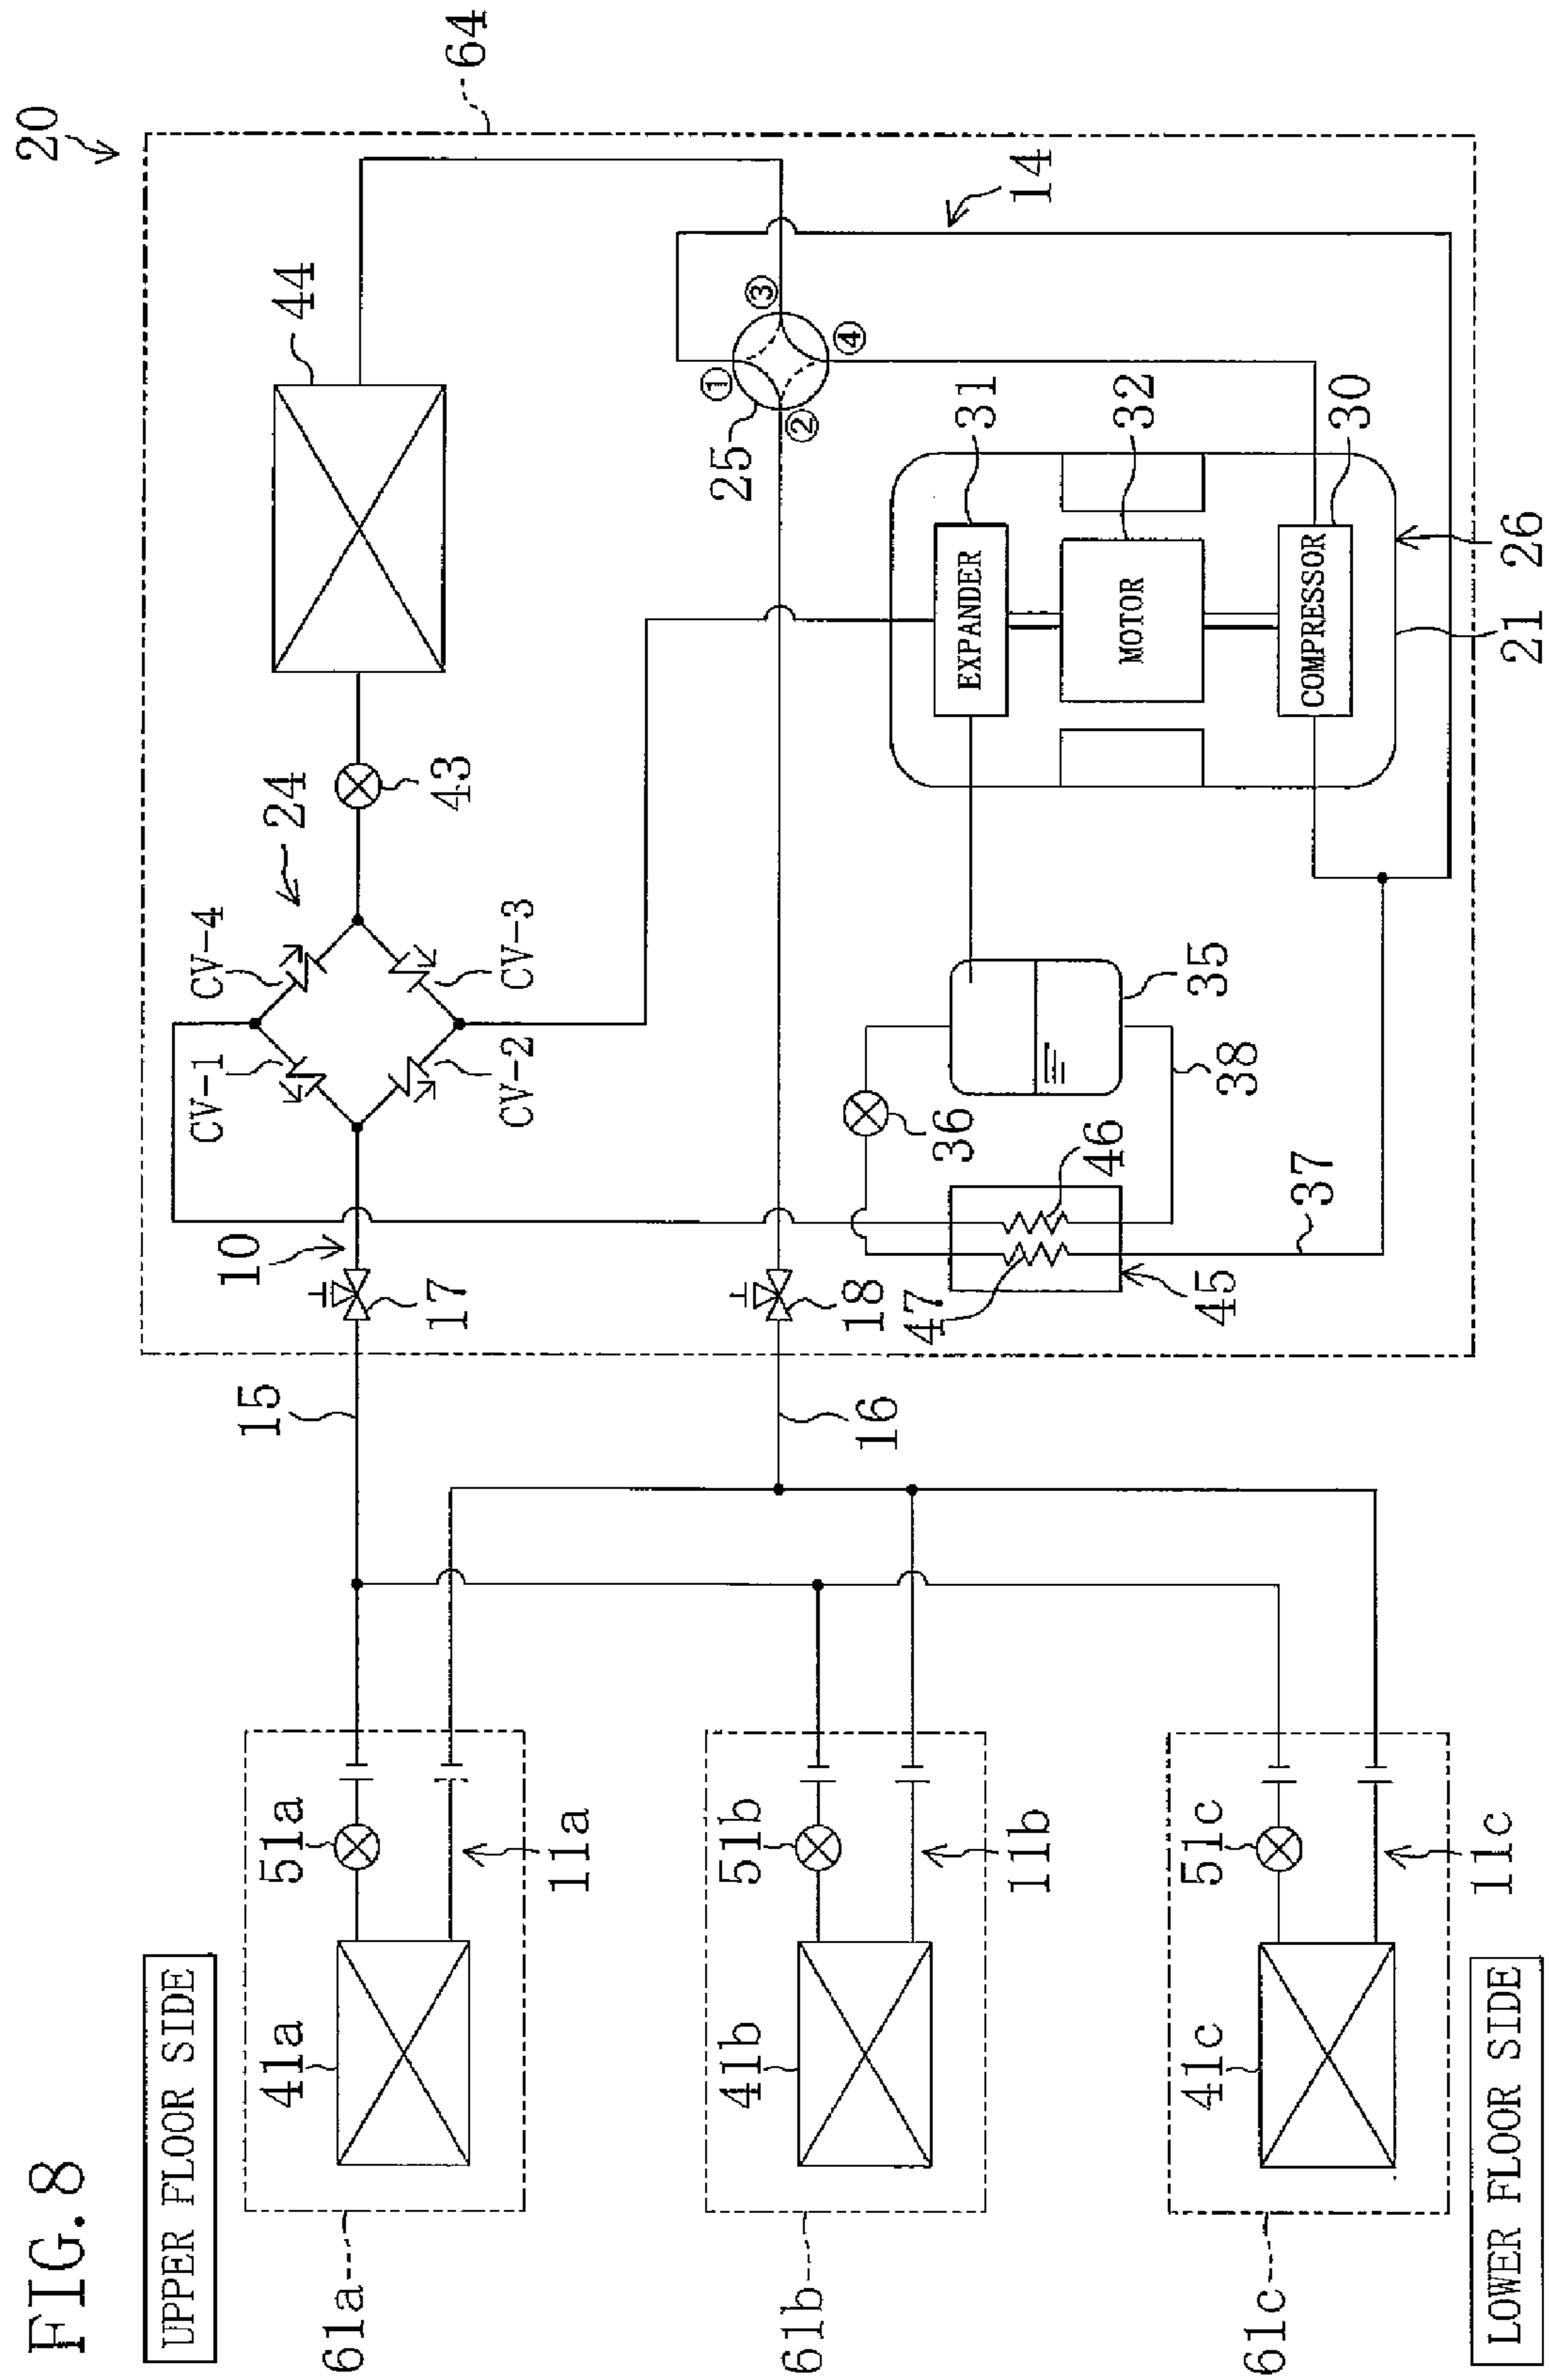 FIG. 8
20
UPPER FLOOR SIDE
64
44
24
43
CV-4
CV-3
CV-1
CV-2
10
17
15
51a
41a
11a
61a
14
①
②
③
④
25
31
EXPANDER
32
MOTOR
30
COMPRESSOR
26
21
35
36
38
46
47
45
37
18
16
51b
41b
11b
61b
51c
41c
11c
61c
LOWER FLOOR SIDE